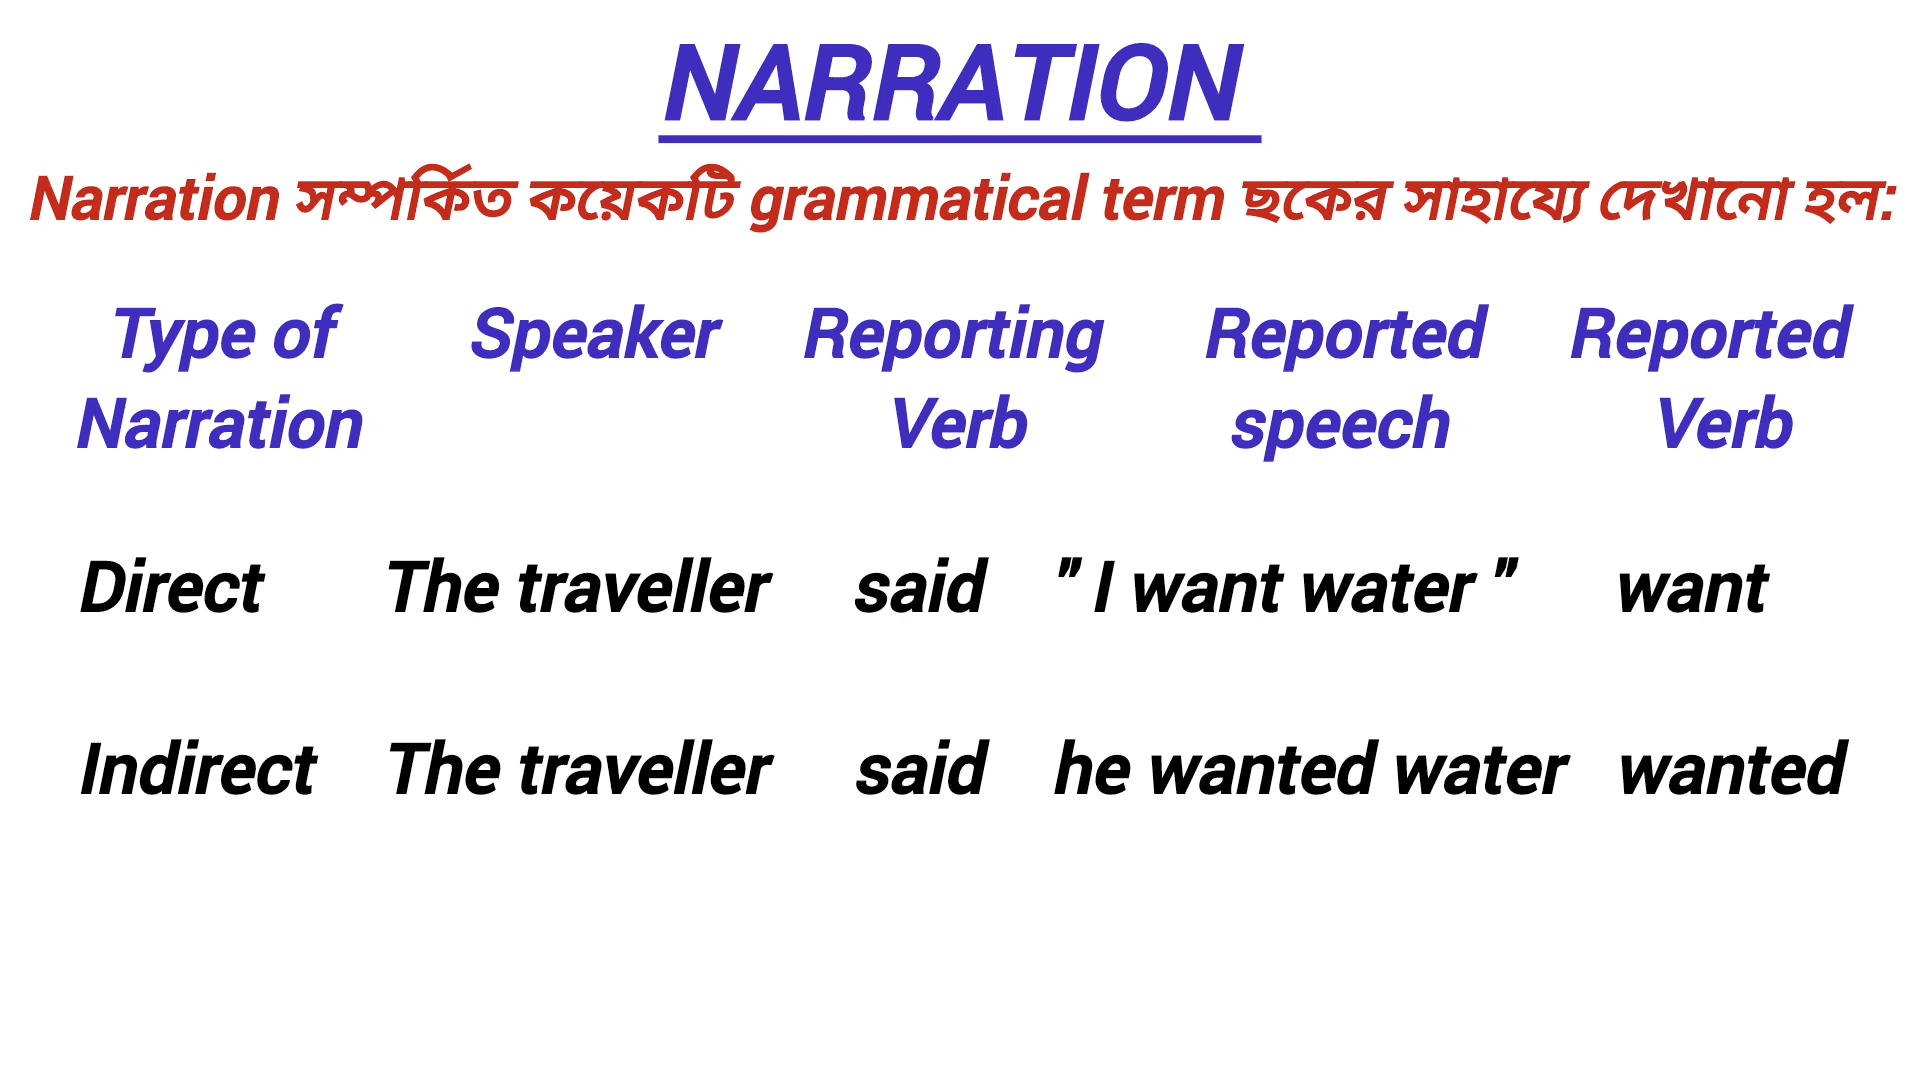 NARRATION
Narration সম্পর্কিত কয়েকটি grammatical term ছকের সাহায্যে দেখানো হল:
Type of Speaker Reporting Reported Reported
Narration Verb speech Verb
Direct The traveller said " I want water " want
Indirect The traveller said he wanted water wanted